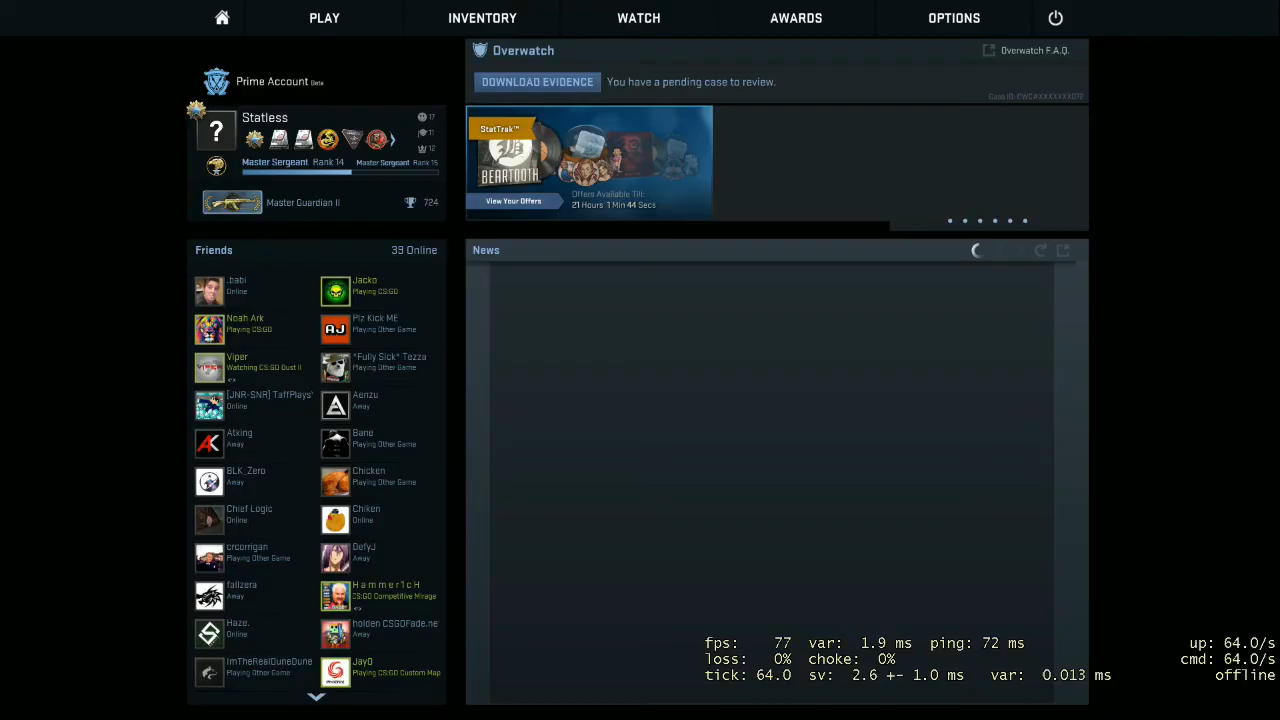 PLAY
INVENTORY
WATCH
AWARDS
OPTIONS
Prime Account Beta
Statless
17
11
12
Master Sergeant Rank 14
Master Sergeant Rank 15
Master Guardian II
724
Overwatch
Overwatch F.A.Q.
DOWNLOAD EVIDENCE
You have a pending case to review.
StatTrak™
BEARTOOTH
View Your Offers
Offers Available Till:
21 Hours 1 Min 44 Secs
Friends
39 Online
.babi
Online
Jacko
Playing CS:GO
Noah Ark
Playing CS:GO
Plz Kick ME
Playing Other Game
Viper
Watching CS:GO Dust II
*Fully Sick* Tezza
Playing Other Game
[JNR-SNR] TaffPlays
Online
Aenzu
Away
Atking
Away
Bane
Playing Other Game
BLK_Zero
Away
Chicken
Playing Other Game
Chief Logic
Online
Chiken
Online
crcorrigan
Playing Other Game
DefyJ
Away
fallzera
Away
H a m m e r 1 c H
CS:GO Competitive Mirage
Haze.
Online
holden CSGOFade.ne
Away
ImTheRealDuneDune
Playing Other Game
JayO
Playing CS:GO Custom Map
News
fps: 77 var: 1.9 ms ping: 72 ms
loss: 0% choke: 0%
tick: 64.0 sv: 2.6 +- 1.0 ms var: 0.013 ms
up: 64.0/s
cmd: 64.0/s
offline